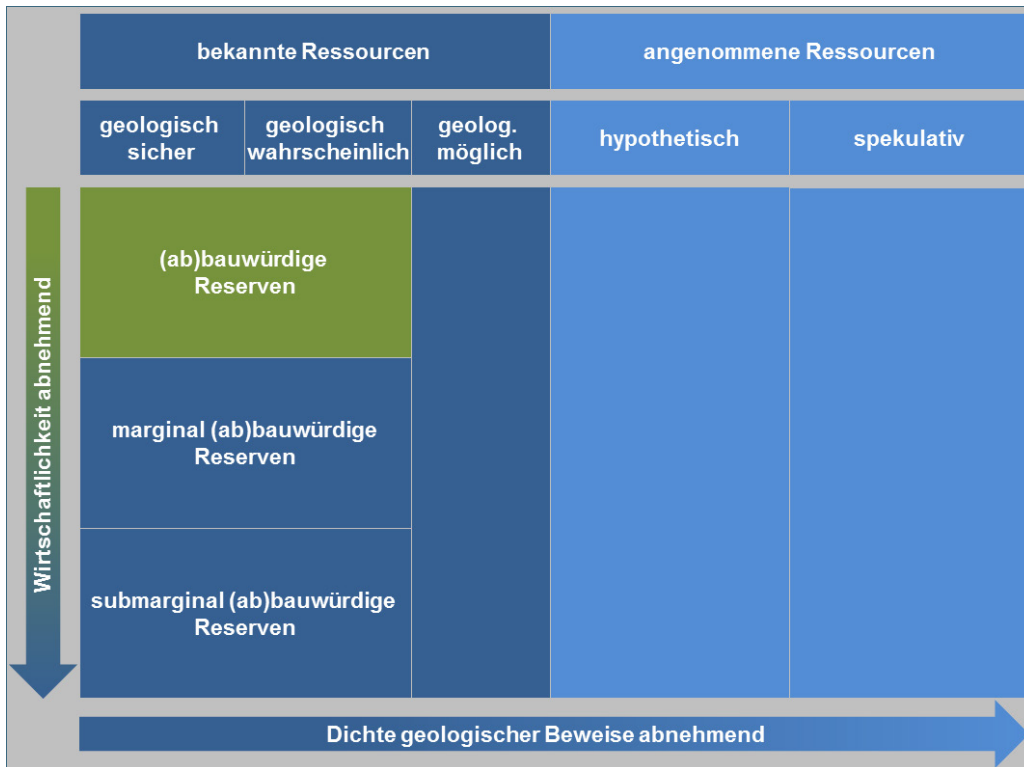 bekannte Ressourcen
angenommene Ressourcen
geologisch
sicher
geologisch
wahrscheinlich
geolog.
möglich
hypothetisch
spekulativ
Wirtschaftlichkeit abnehmend
(ab)bauwürdige
Reserven
marginal (ab)bauwürdige
Reserven
submarginal (ab)bauwürdige
Reserven
Dichte geologischer Beweise abnehmend